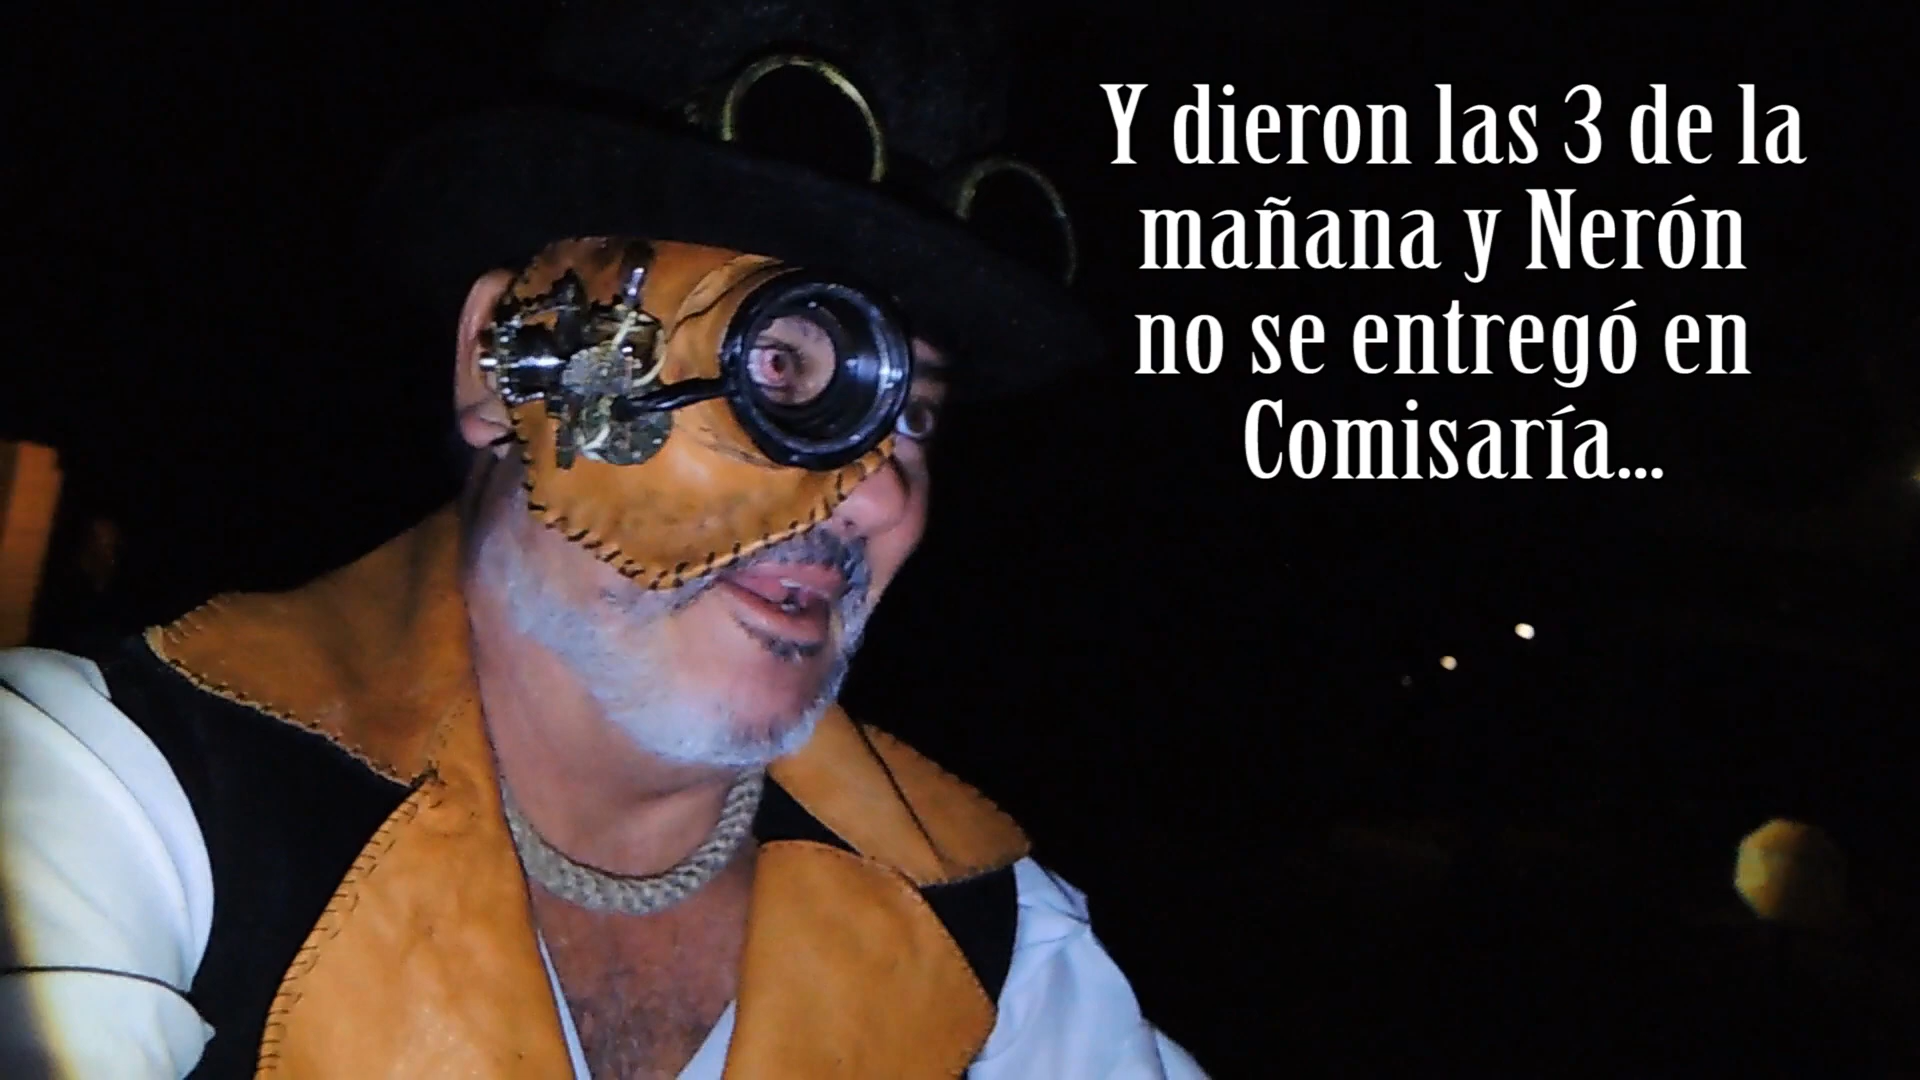 Y dieron las 3 de la
mañana y Nerón
no se entregó en
Comisaría...